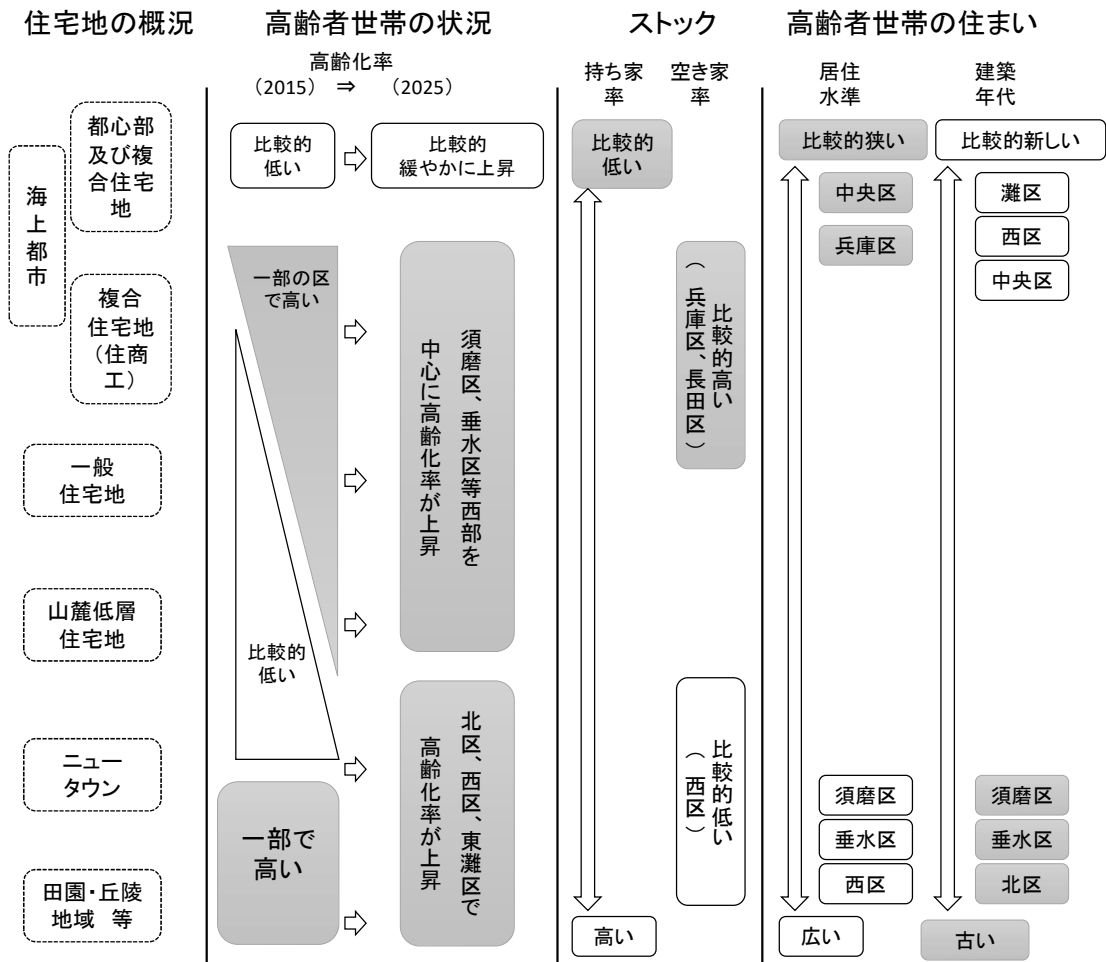 住宅地の概況
高齢者世帯の状況
ストック
高齢者世帯の住まい
高齢化率
（2015） ⇒ （2025）
持ち家
率
空き家
率
居住
水準
建築
年代
海上都市
都心部
及び複
合住宅
地
複合
住宅地
（住商
工）
一般
住宅地
山麓低層
住宅地
ニュー
タウン
田園・丘陵
地域 等
比較的
低い
比較的
緩やかに上昇
一部の区
で高い
比較的
低い
一部で
高い
須磨区、垂水区等西部を
中心に高齢化率が上昇
北区、西区、東灘区で
高齢化率が上昇
比較的
低い
高い
比較的高い
（兵庫区、長田区）
比較的低い
（西区）
比較的狭い
中央区
兵庫区
須磨区
垂水区
西区
広い
比較的新しい
灘区
西区
中央区
須磨区
垂水区
北区
古い